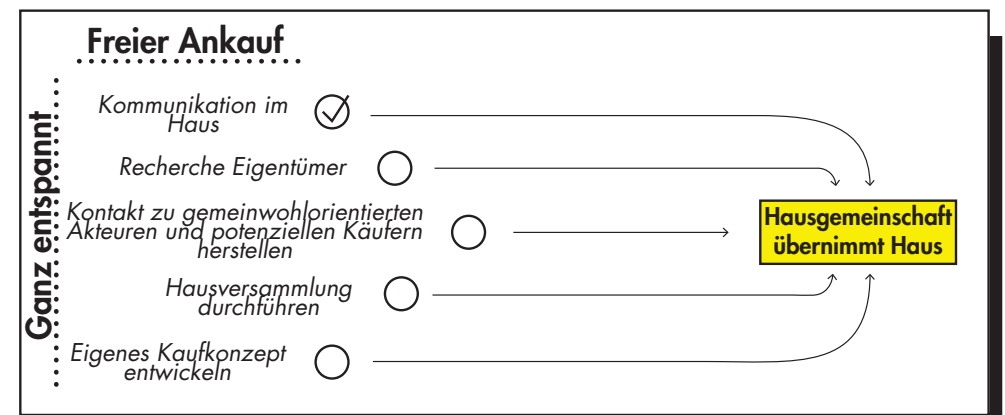 Freier Ankauf
Ganz entspannt
Kommunikation im
Haus
Recherche Eigentümer
Kontakt zu gemeinwohlorientierten
Akteuren und potenziellen Käufern
herstellen
Hausversammlung
durchführen
Eigenes Kaufkonzept
entwickeln
Hausgemeinschaft
übernimmt Haus